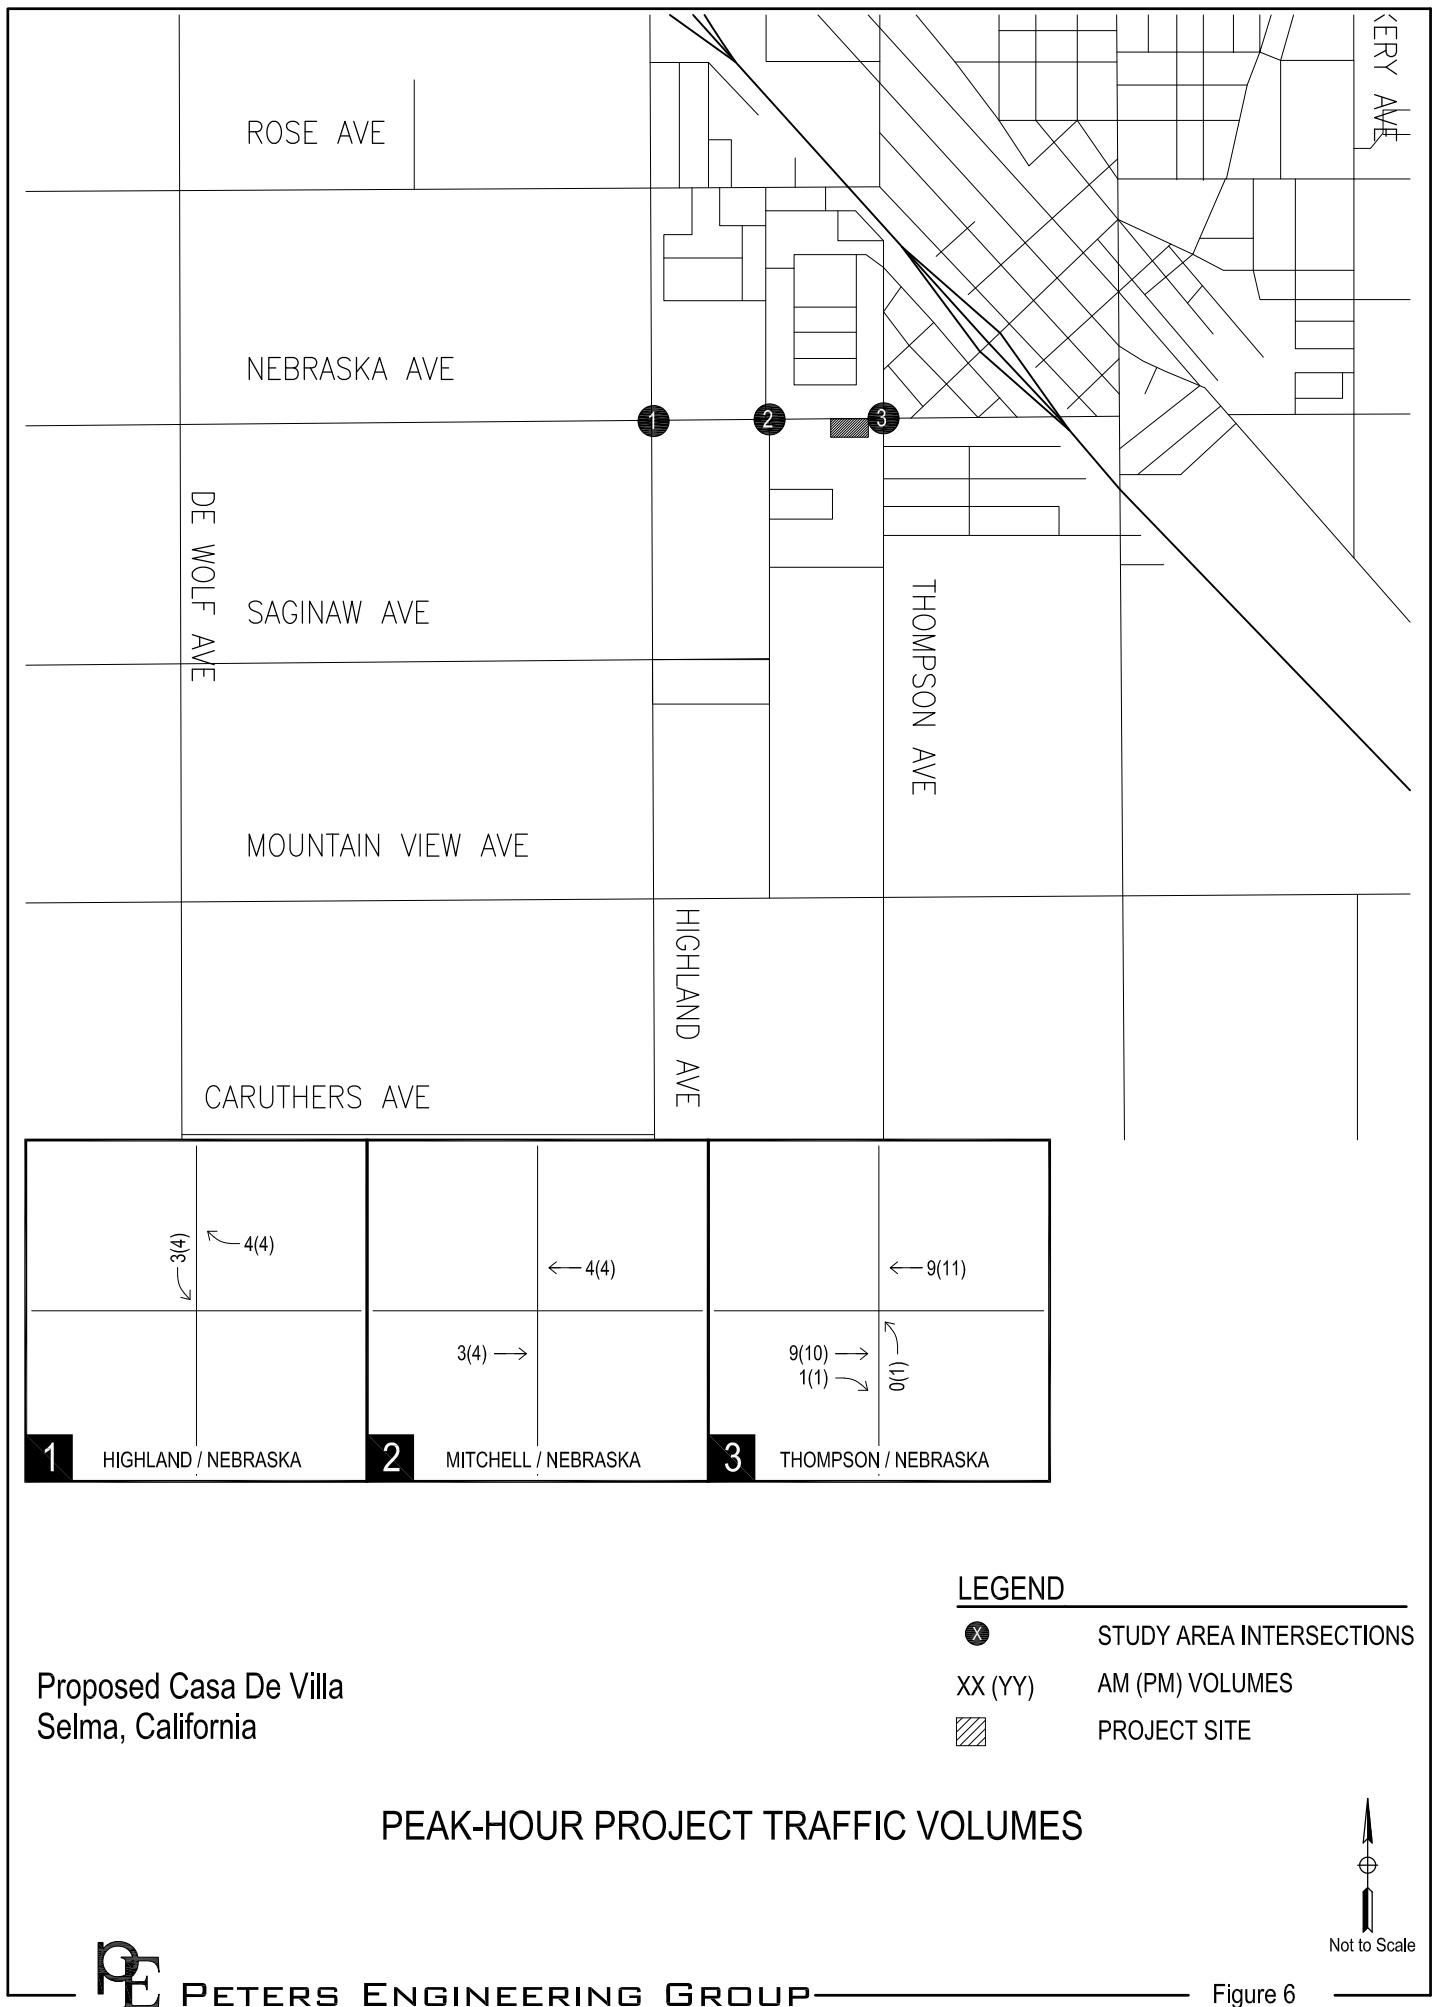 KERY AVE
ROSE AVE
NEBRASKA AVE
1
2
3
DE WOLF AVE
SAGINAW AVE
THOMPSON AVE
MOUNTAIN VIEW AVE
HIGHLAND AVE
CARUTHERS AVE
3(4)
4(4)
1
HIGHLAND / NEBRASKA
4(4)
3(4)
2
MITCHELL / NEBRASKA
9(11)
9(10)
1(1)
0(1)
3
THOMPSON / NEBRASKA
LEGEND
X STUDY AREA INTERSECTIONS
XX (YY) AM (PM) VOLUMES
PROJECT SITE
Proposed Casa De Villa
Selma, California
PEAK-HOUR PROJECT TRAFFIC VOLUMES
Not to Scale
PE PETERS ENGINEERING GROUP
Figure 6